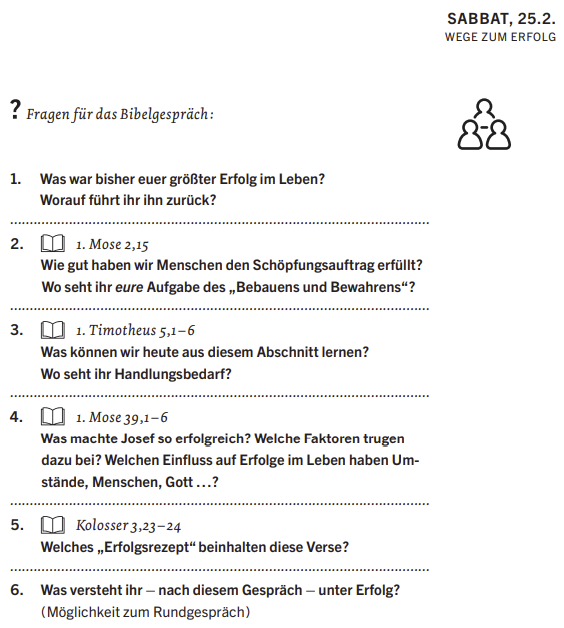 SABBAT, 25.2.
WEGE ZUM ERFOLG
? Fragen für das Bibelgespräch:
1. Was war bisher euer größter Erfolg im Leben?
Worauf führt ihr ihn zurück?
2. 1. Mose 2,15
Wie gut haben wir Menschen den Schöpfungsauftrag erfüllt?
Wo seht ihr eure Aufgabe des „Bebauens und Bewahrens“?
3. 1. Timotheus 5,1–6
Was können wir heute aus diesem Abschnitt lernen?
Wo seht ihr Handlungsbedarf?
4. 1. Mose 39,1–6
Was machte Josef so erfolgreich? Welche Faktoren trugen
dazu bei? Welchen Einfluss auf Erfolge im Leben haben Um-
stände, Menschen, Gott …?
5. Kolosser 3,23–24
Welches „Erfolgsrezept“ beinhalten diese Verse?
6. Was versteht ihr – nach diesem Gespräch – unter Erfolg?
(Möglichkeit zum Rundgespräch)